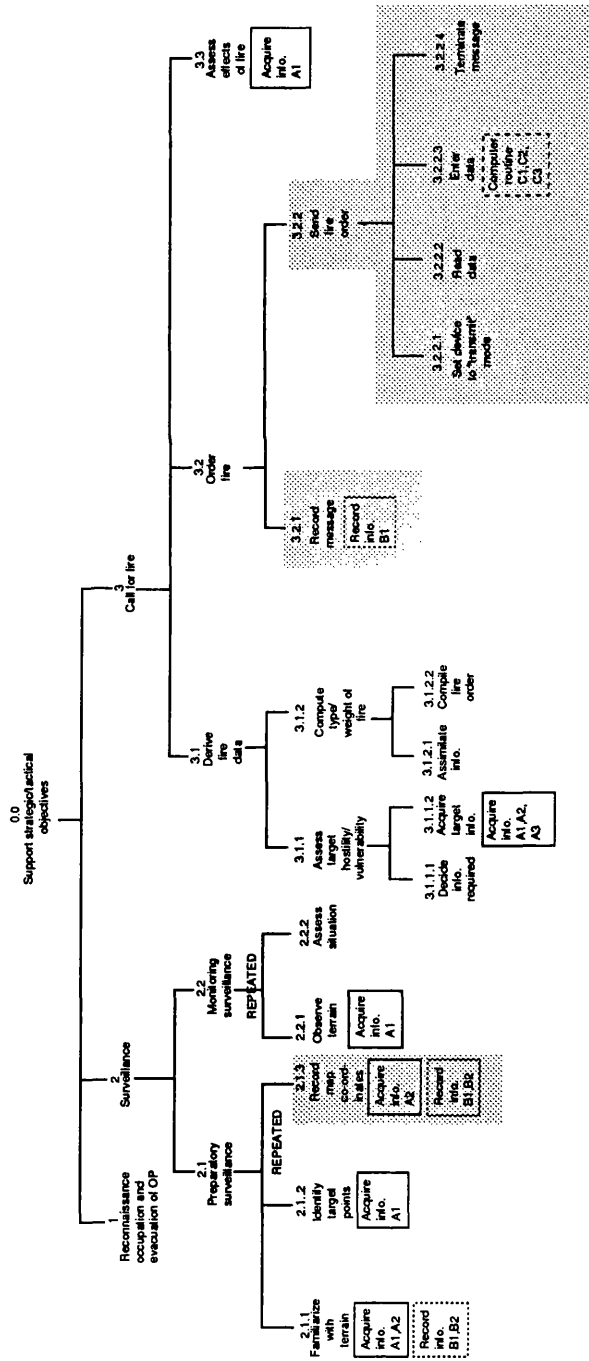 0.0
Support strategic/tactical
objectives
1
Reconnaissance
occupation and
evacuation of OP
2
Surveillance
2.1
Preparatory
surveillance
REPEATED
2.1.1
Familiarize
with
terrain
Acquire
info.
A1,A2
Record
info.
B1,B2
2.1.2
Identify
target
points
Acquire
info.
A1
2.1.3
Record
map
co-ord-
inates
Acquire
info.
A2
Record
info.
B1,B2
2.2
Monitoring
surveillance
REPEATED
2.2.1
Observe
terrain
Acquire
info.
A1
2.2.2
Assess
situation
3
Call for fire
3.1
Derive
fire
data
3.1.1
Assess
target
hostility/
vulnerability
3.1.1.1
Decide
info.
required
3.1.1.2
Acquire
target
info.
Acquire
info.
A1,A2,
A3
3.1.2
Compute
type/
weight of
fire
3.1.2.1
Assimilate
info.
3.1.2.2
Compile
fire
order
3.2
Order
fire
3.2.1
Record
message
Record
info.
B1
3.2.2
Send
fire
order
3.2.2.1
Set device
to "transmit"
mode
3.2.2.2
Read
data
3.2.2.3
Enter
data
Computer
routine
C1,C2,
C3
3.2.2.4
Terminate
message
3.3
Assess
effects
of fire
Acquire
info.
A1